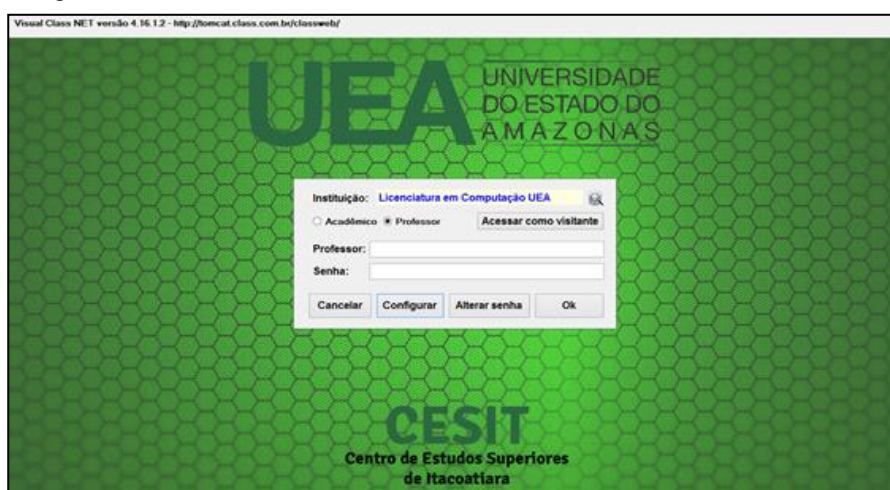 Visual Class NET versão 4.16.1.2 - http://tomcat.class.com.br/classweb/
UEA
UNIVERSIDADE
DO ESTADO DO
AMAZONAS
Instituição: Licenciatura em Computação UEA
Acadêmico Professor Acessar como visitante
Professor:
Senha:
Cancelar Configurar Alterar senha Ok
CESIT
Centro de Estudos Superiores
de Itacoatiara